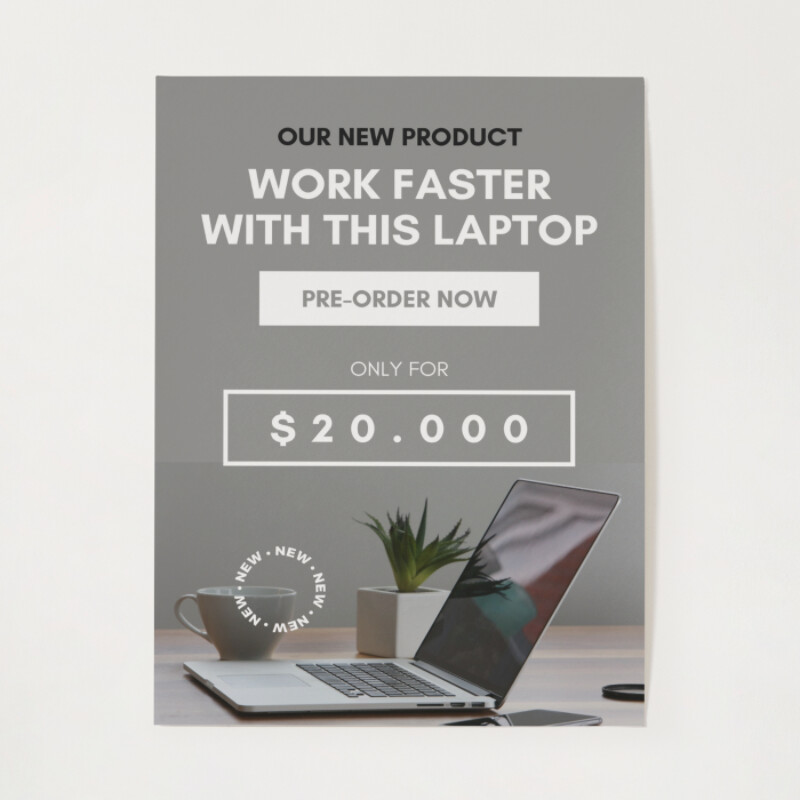 OUR NEW PRODUCT
WORK FASTER
WITH THIS LAPTOP
PRE-ORDER NOW
ONLY FOR
$20.000
NEW • NEW • NEW • NEW • NEW •